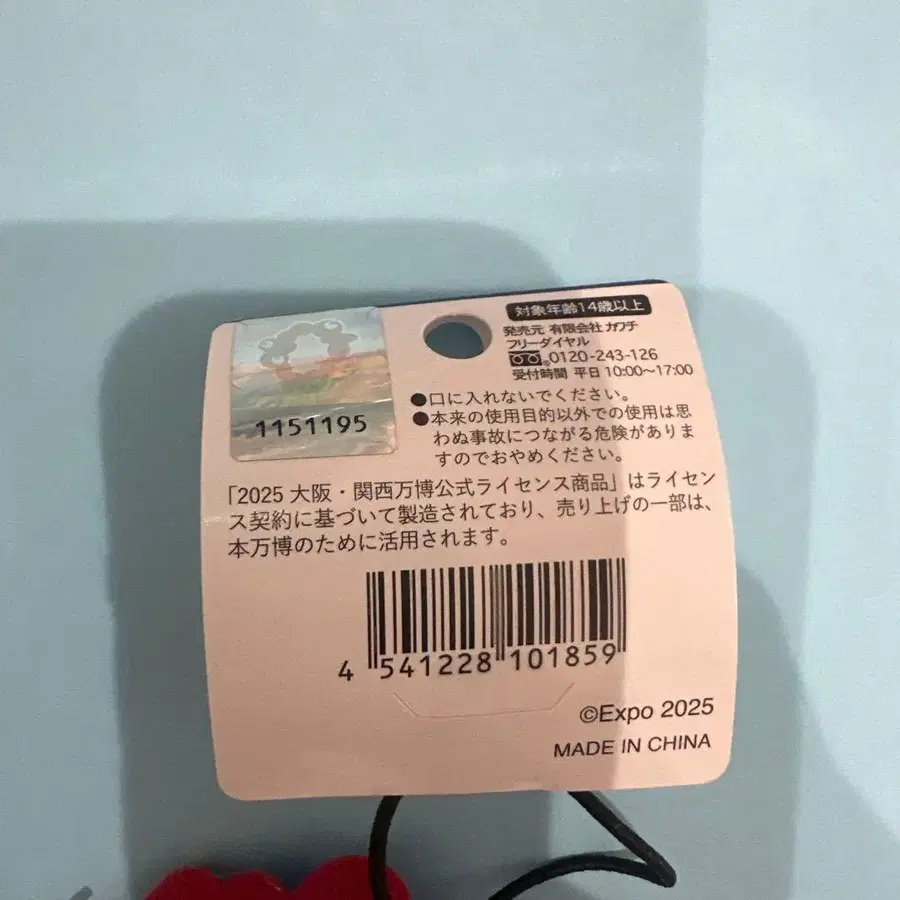 対象年齢14歳以上
発売元 有限会社 カワチ
フリーダイヤル
0120-243-126
受付時間 平日 10:00〜17:00
1151195
●口に入れないでください。
●本来の使用目的以外での使用は思
わぬ事故につながる危険がありま
すのでおやめください。
「2025 大阪・関西万博公式ライセンス商品」はライセン
ス契約に基づいて製造されており、売り上げの一部は、
本万博のために活用されます。
4 541228 101859
©Expo 2025
MADE IN CHINA